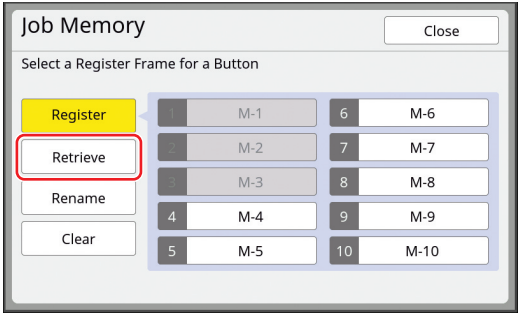 Job Memory
Close
Select a Register Frame for a Button
Register
Retrieve
Rename
Clear
1 M-1
2 M-2
3 M-3
4 M-4
5 M-5
6 M-6
7 M-7
8 M-8
9 M-9
10 M-10